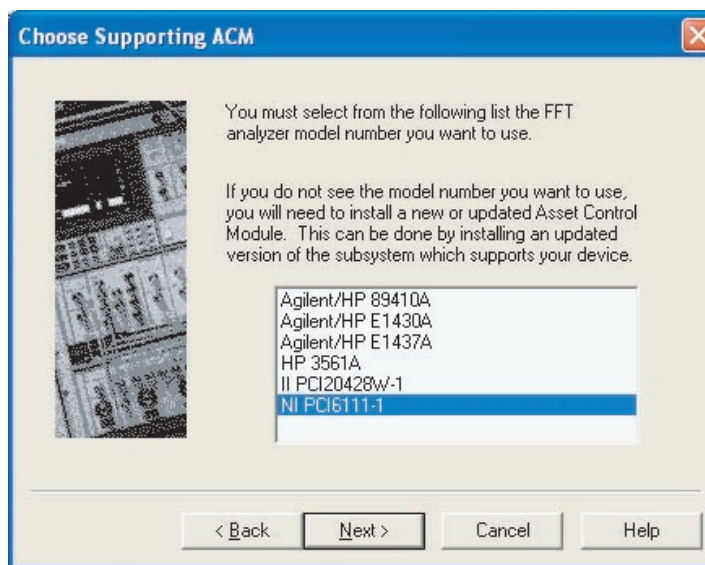 Choose Supporting ACM
You must select from the following list the FFT
analyzer model number you want to use.
If you do not see the model number you want to use,
you will need to install a new or updated Asset Control
Module. This can be done by installing an updated
version of the subsystem which supports your device.
Agilent/HP 89410A
Agilent/HP E1430A
Agilent/HP E1437A
HP 3561A
II PCI20428W-1
NI PCI6111-1
< Back
Next >
Cancel
Help